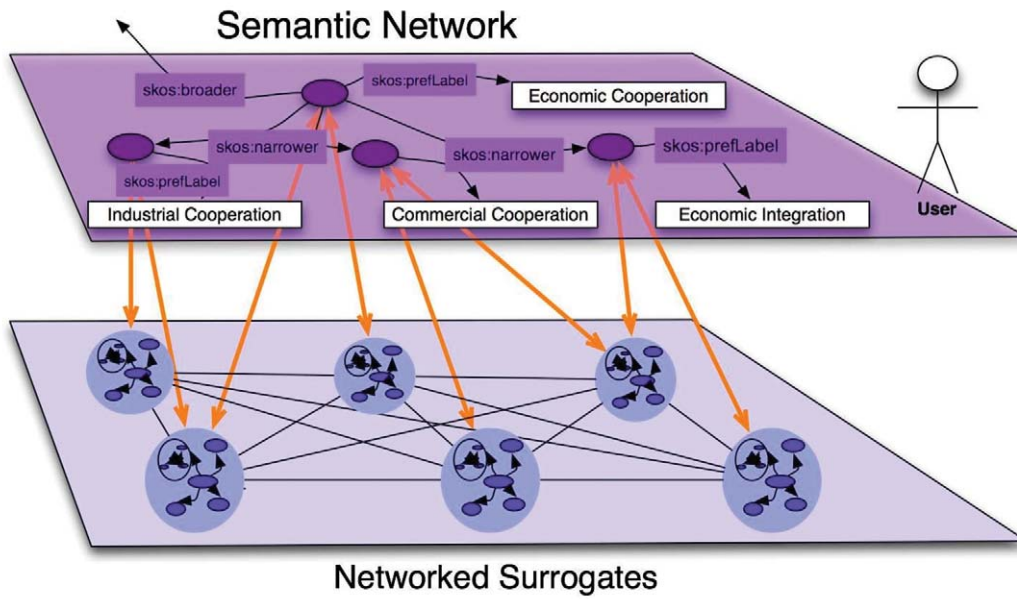 Semantic Network
skos:broader
skos:prefLabel
Economic Cooperation
skos:narrower
skos:narrower
skos:prefLabel
skos:prefLabel
Industrial Cooperation
Commercial Cooperation
Economic Integration
User
Networked Surrogates